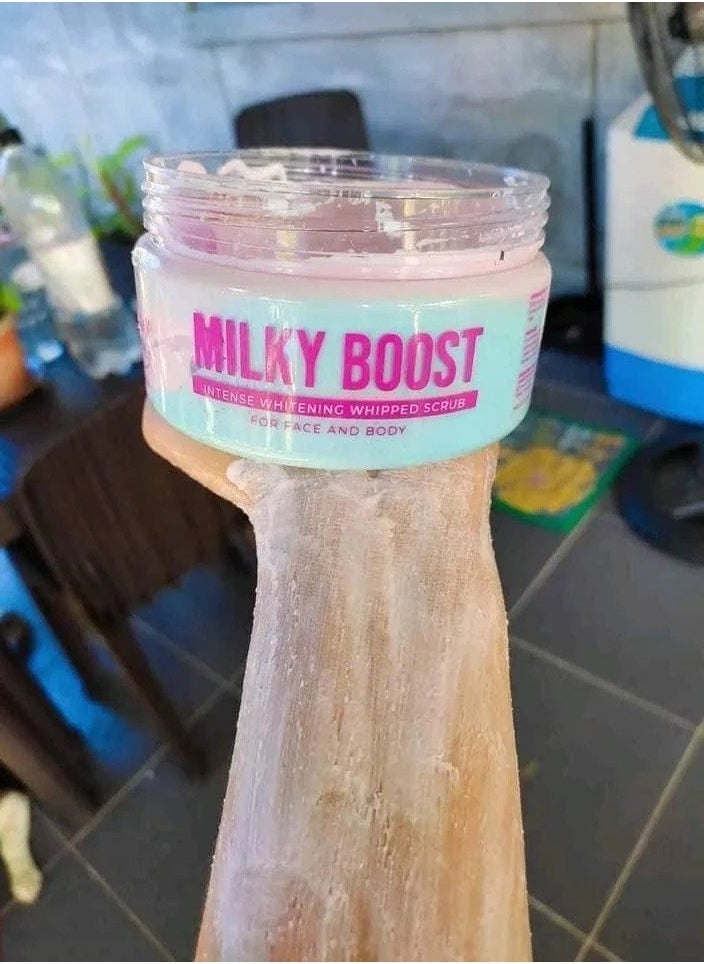 MILKY BOOST
INTENSE WHITENING WHIPPED SCRUB
FOR FACE AND BODY